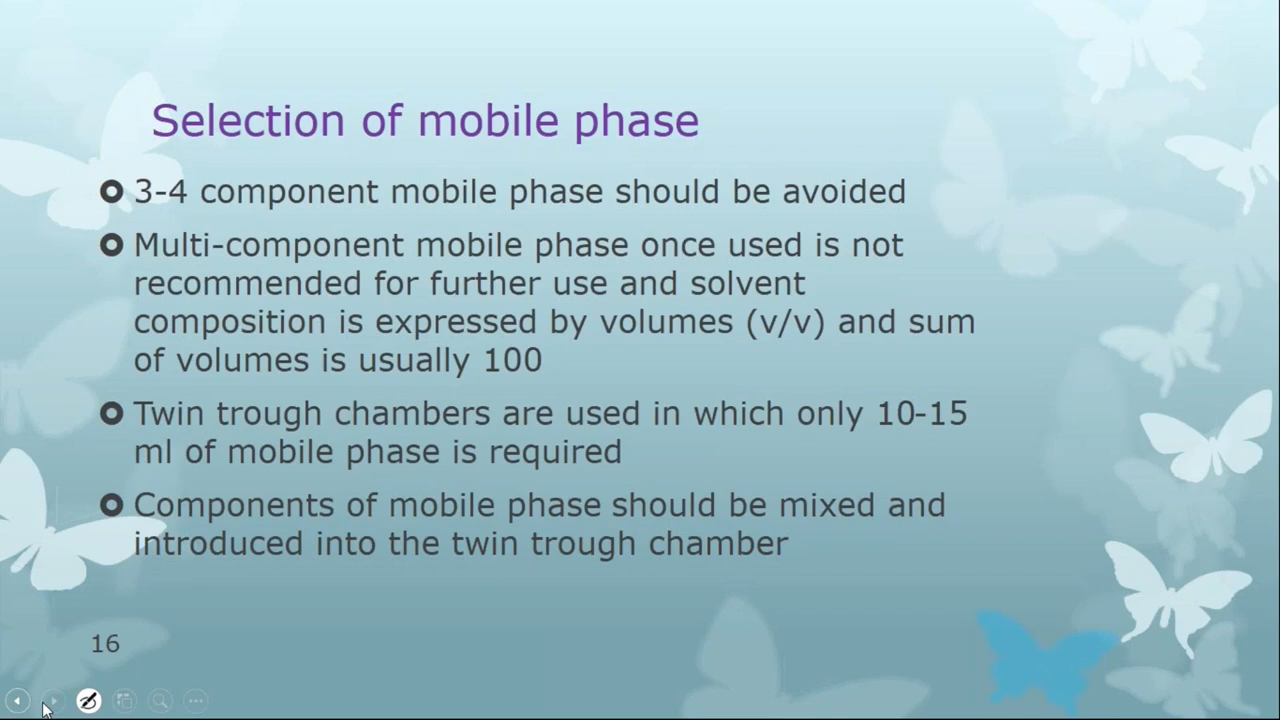 Selection of mobile phase
3-4 component mobile phase should be avoided
Multi-component mobile phase once used is not
recommended for further use and solvent
composition is expressed by volumes (v/v) and sum
of volumes is usually 100
Twin trough chambers are used in which only 10-15
ml of mobile phase is required
Components of mobile phase should be mixed and
introduced into the twin trough chamber
16